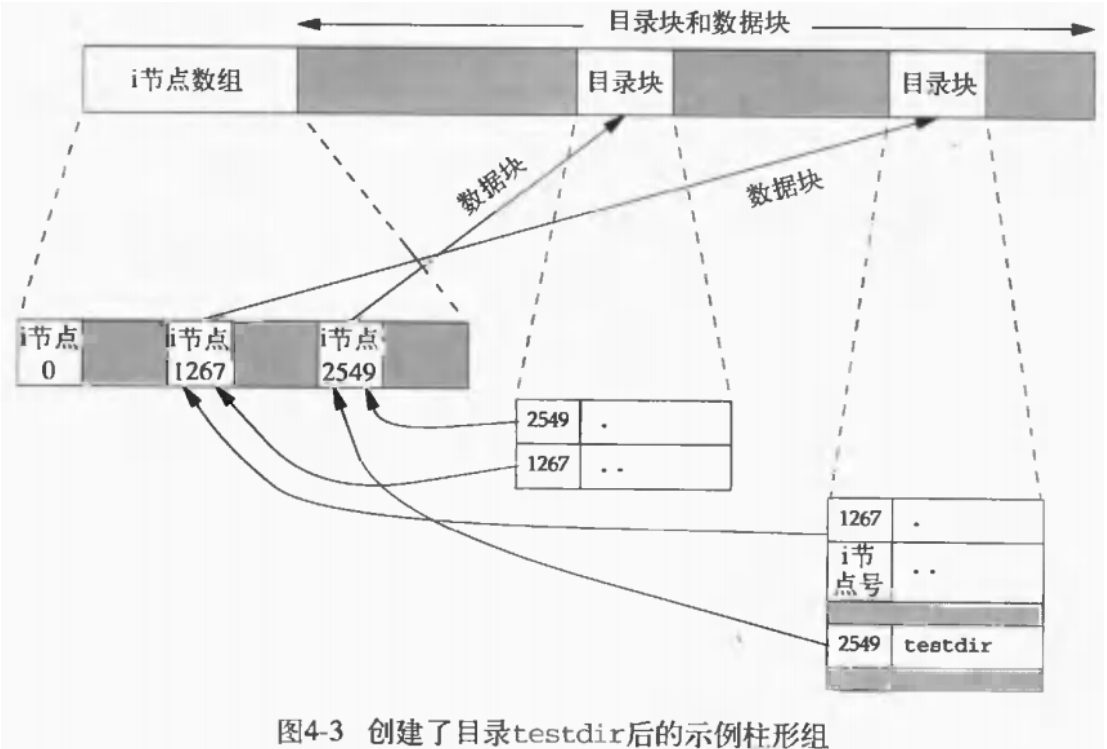 目录块和数据块
i节点数组
目录块
目录块
数据块
数据块
i节点
0
i节点
1267
i节点
2549
2549 .
1267 ..
1267 .
i节
点号 ..
2549 testdir
图4-3 创建了目录testdir后的示例柱形组